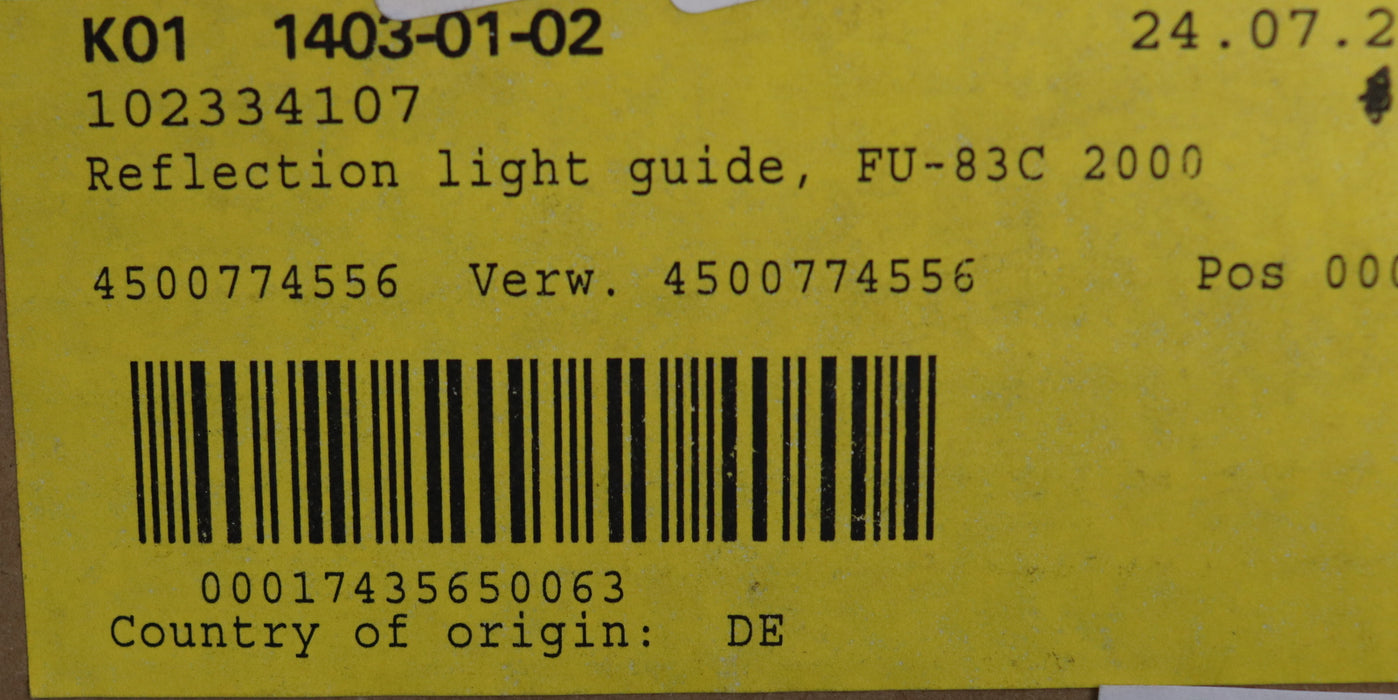 K01 1403-01-02 24.07.2
102334107
Reflection light guide, FU-83C 2000
4500774556 Verw. 4500774556 Pos 000
00017435650063
Country of origin: DE